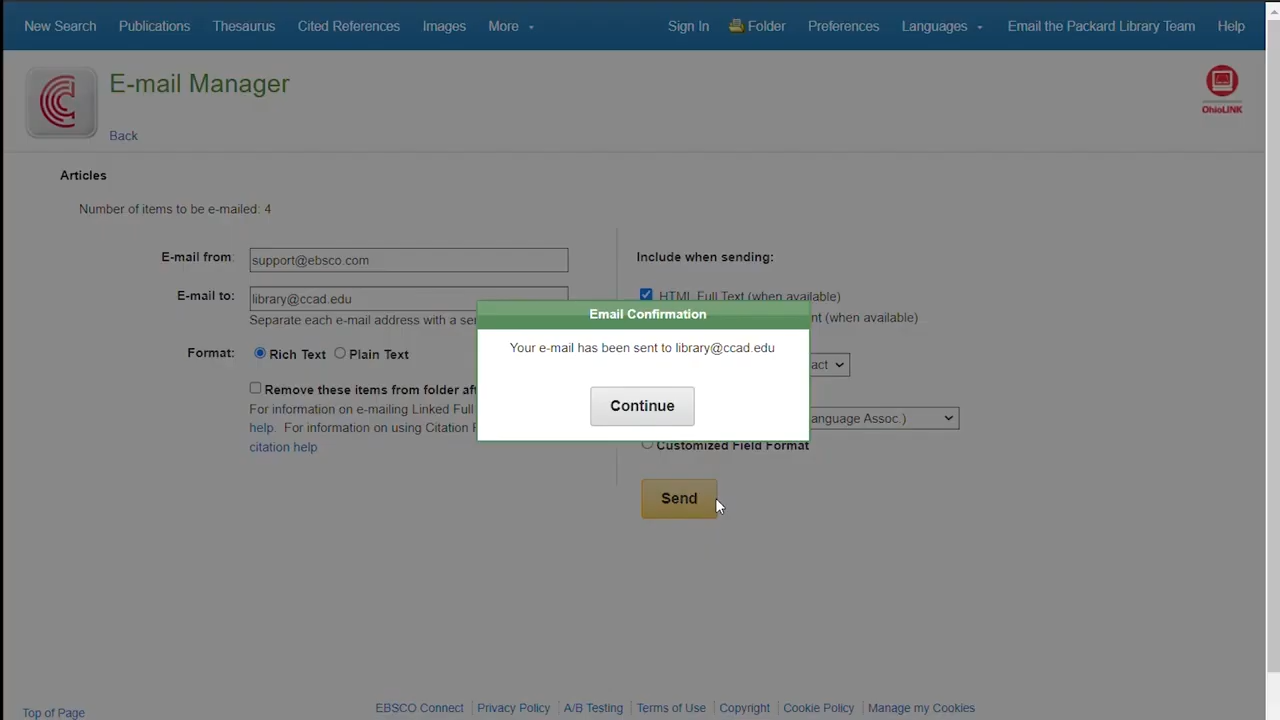 New Search Publications Thesaurus Cited References Images More Sign In Folder Preferences Languages Email the Packard Library Team Help
E-mail Manager
OhioLINK
Back
Articles
Number of items to be e-mailed: 4
E-mail from: support@ebsco.com
Include when sending:
E-mail to: library@ccad.edu
HTML Full Text (when available)
Separate each e-mail address with a
(when available)
Email Confirmation
Your e-mail has been sent to library@ccad.edu
Continue
Format: Rich Text Plain Text
Remove these items from folder
For information on e-mailing Linked Full
help. For information on using Citation
citation help
anguage Assoc.)
Customized Field Format
Send
Top of Page
EBSCO Connect Privacy Policy A/B Testing Terms of Use Copyright Cookie Policy Manage my Cookies